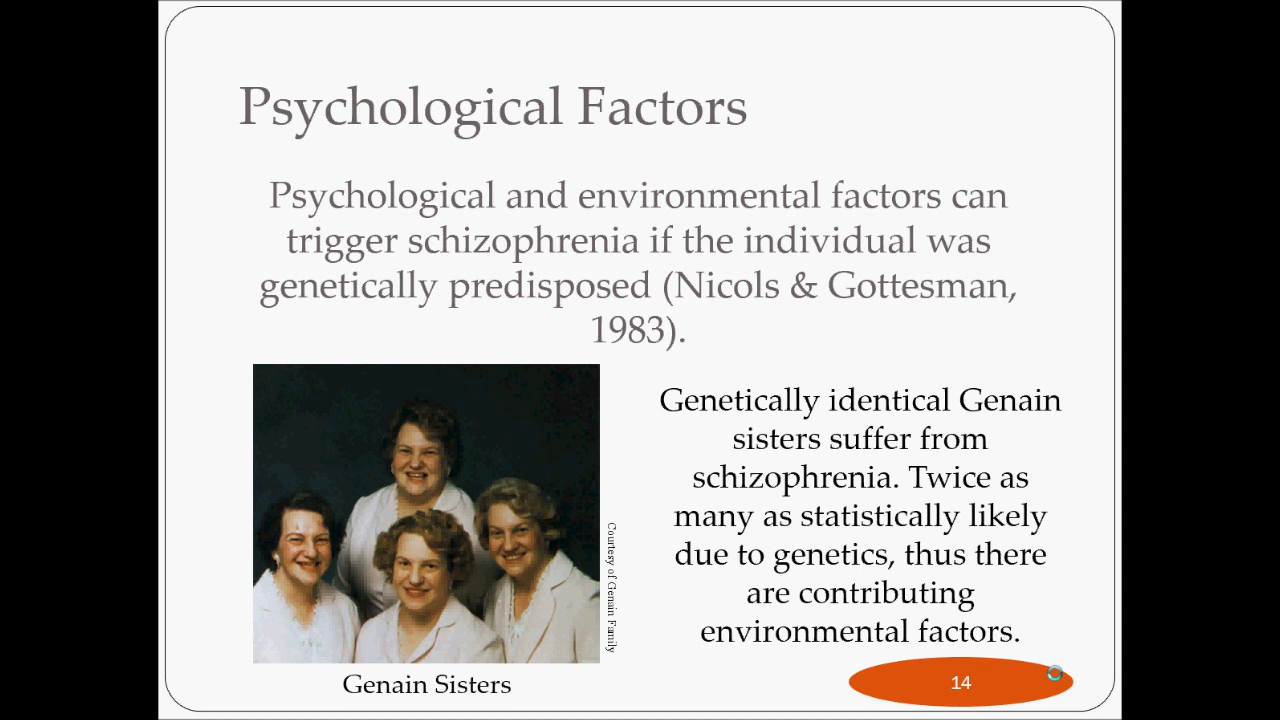 Psychological Factors
Psychological and environmental factors can
trigger schizophrenia if the individual was
genetically predisposed (Nicols & Gottesman,
1983).
Genetically identical Genain
sisters suffer from
schizophrenia. Twice as
many as statistically likely
due to genetics, thus there
are contributing
environmental factors.
Courtesy of Genain Family
Genain Sisters
14